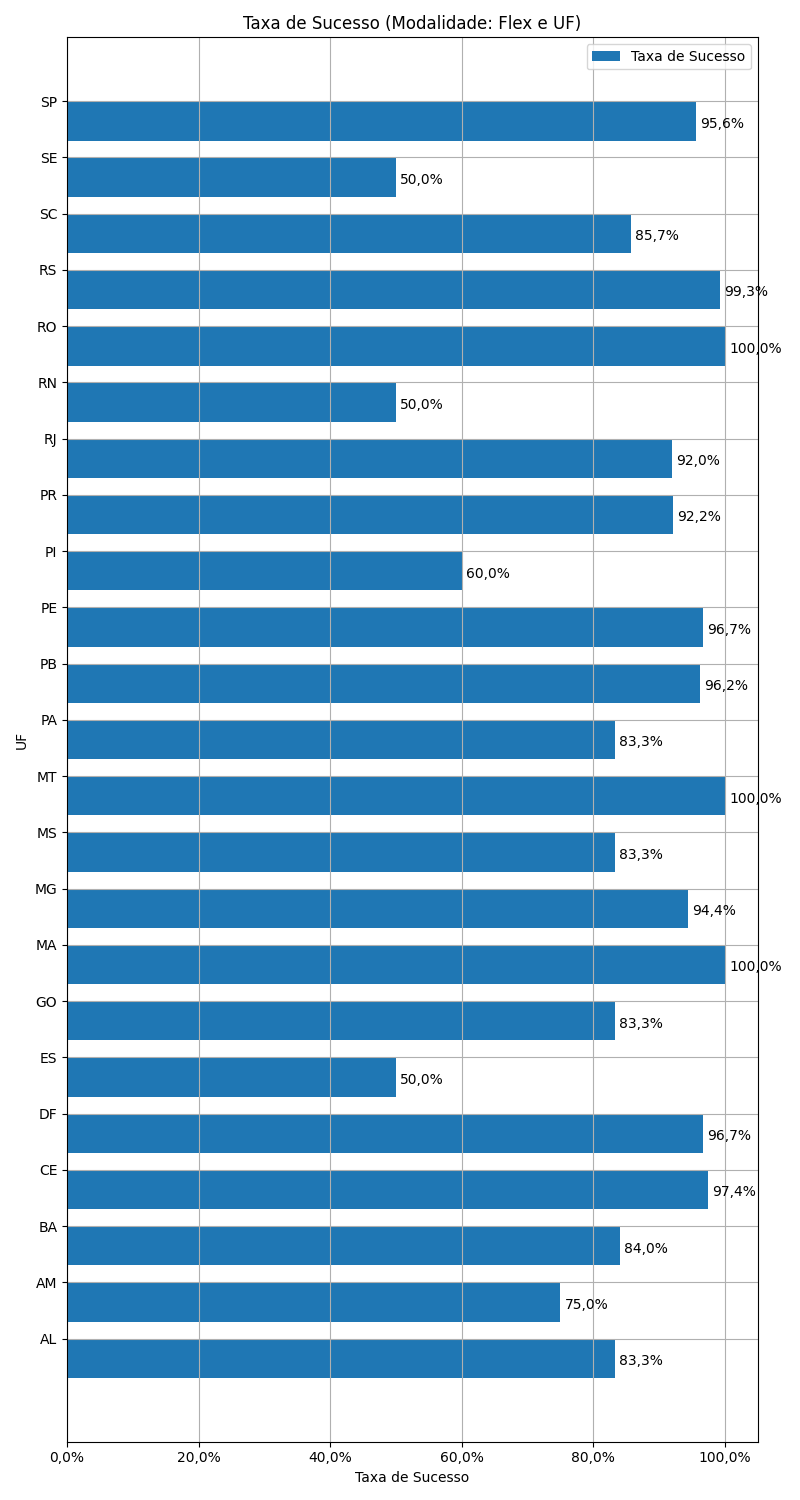 Taxa de Sucesso (Modalidade: Flex e UF)
Taxa de Sucesso
SP 95,6%
SE 50,0%
SC 85,7%
RS 99,3%
RO 100,0%
RN 50,0%
RJ 92,0%
PR 92,2%
PI 60,0%
PE 96,7%
PB 96,2%
PA 83,3%
UF
MT 100,0%
MS 83,3%
MG 94,4%
MA 100,0%
GO 83,3%
ES 50,0%
DF 96,7%
CE 97,4%
BA 84,0%
AM 75,0%
AL 83,3%
0,0% 20,0% 40,0% 60,0% 80,0% 100,0%
Taxa de Sucesso